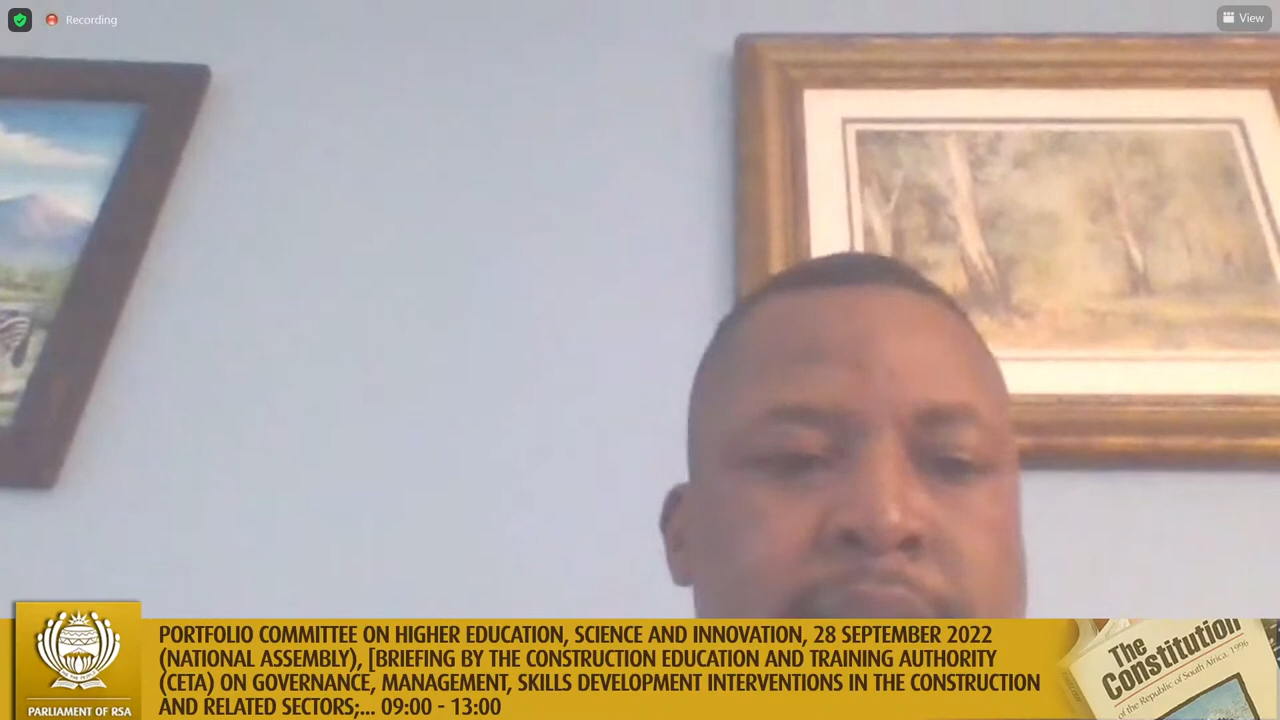 Recording
View
PORTFOLIO COMMITTEE ON HIGHER EDUCATION, SCIENCE AND INNOVATION, 28 SEPTEMBER 2022
(NATIONAL ASSEMBLY), [BRIEFING BY THE CONSTRUCTION EDUCATION AND TRAINING AUTHORITY
(CETA) ON GOVERNANCE, MANAGEMENT, SKILLS DEVELOPMENT INTERVENTIONS IN THE CONSTRUCTION
AND RELATED SECTORS;... 09:00 - 13:00
PARLIAMENT OF RSA
The
Constitution
of the Republic of South Africa, 1996